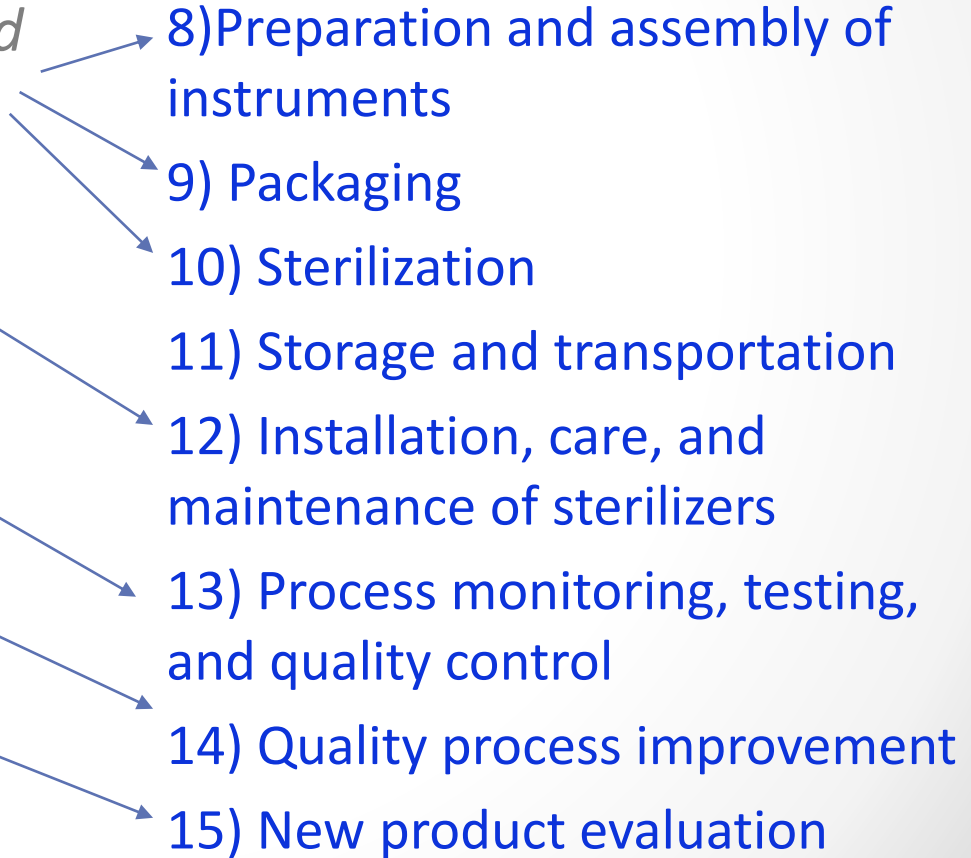 d
8)Preparation and assembly of
instruments
9) Packaging
10) Sterilization
11) Storage and transportation
12) Installation, care, and
maintenance of sterilizers
13) Process monitoring, testing,
and quality control
14) Quality process improvement
15) New product evaluation